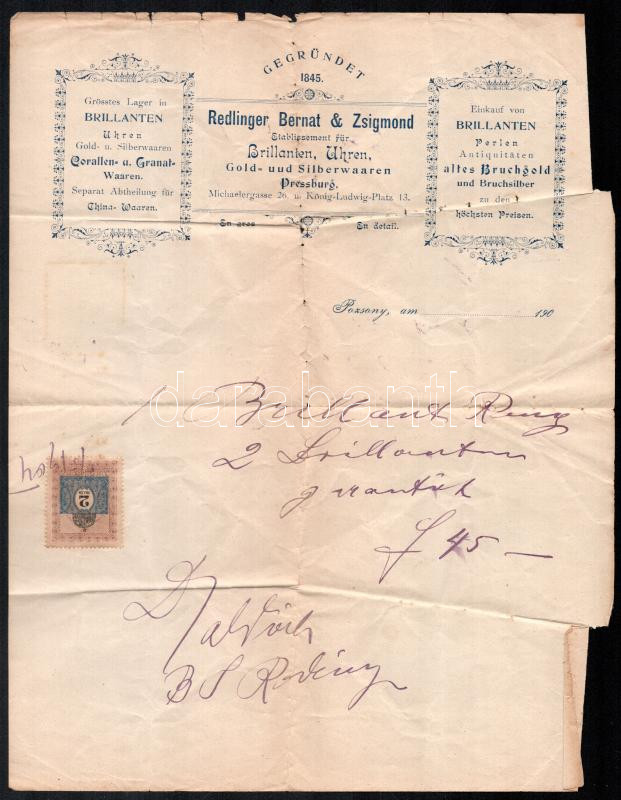 GEGRÜNDET
1845.
Grösstes Lager in
BRILLANTEN
Uhren
Gold- u. Silberwaaren
Corallen- u. Granat-
Waaren.
Separat Abtheilung für
China-Waaren.
Redlinger Bernat & Zsigmond
Etablissement für
Brillanten, Uhren,
Gold- uud Silberwaaren
Pressburg,
Michaelergasse 26. u. König-Ludwig-Platz 13.
En gros
En detail.
Einkauf von
BRILLANTEN
Perlen
Antiquitäten
altes Bruchgold
und Bruchsilber
zu den
höchsten Preisen.
Pozsony, am 190
darabanth
1 Brillant Ring
2 Brillanten
f 45 —
2